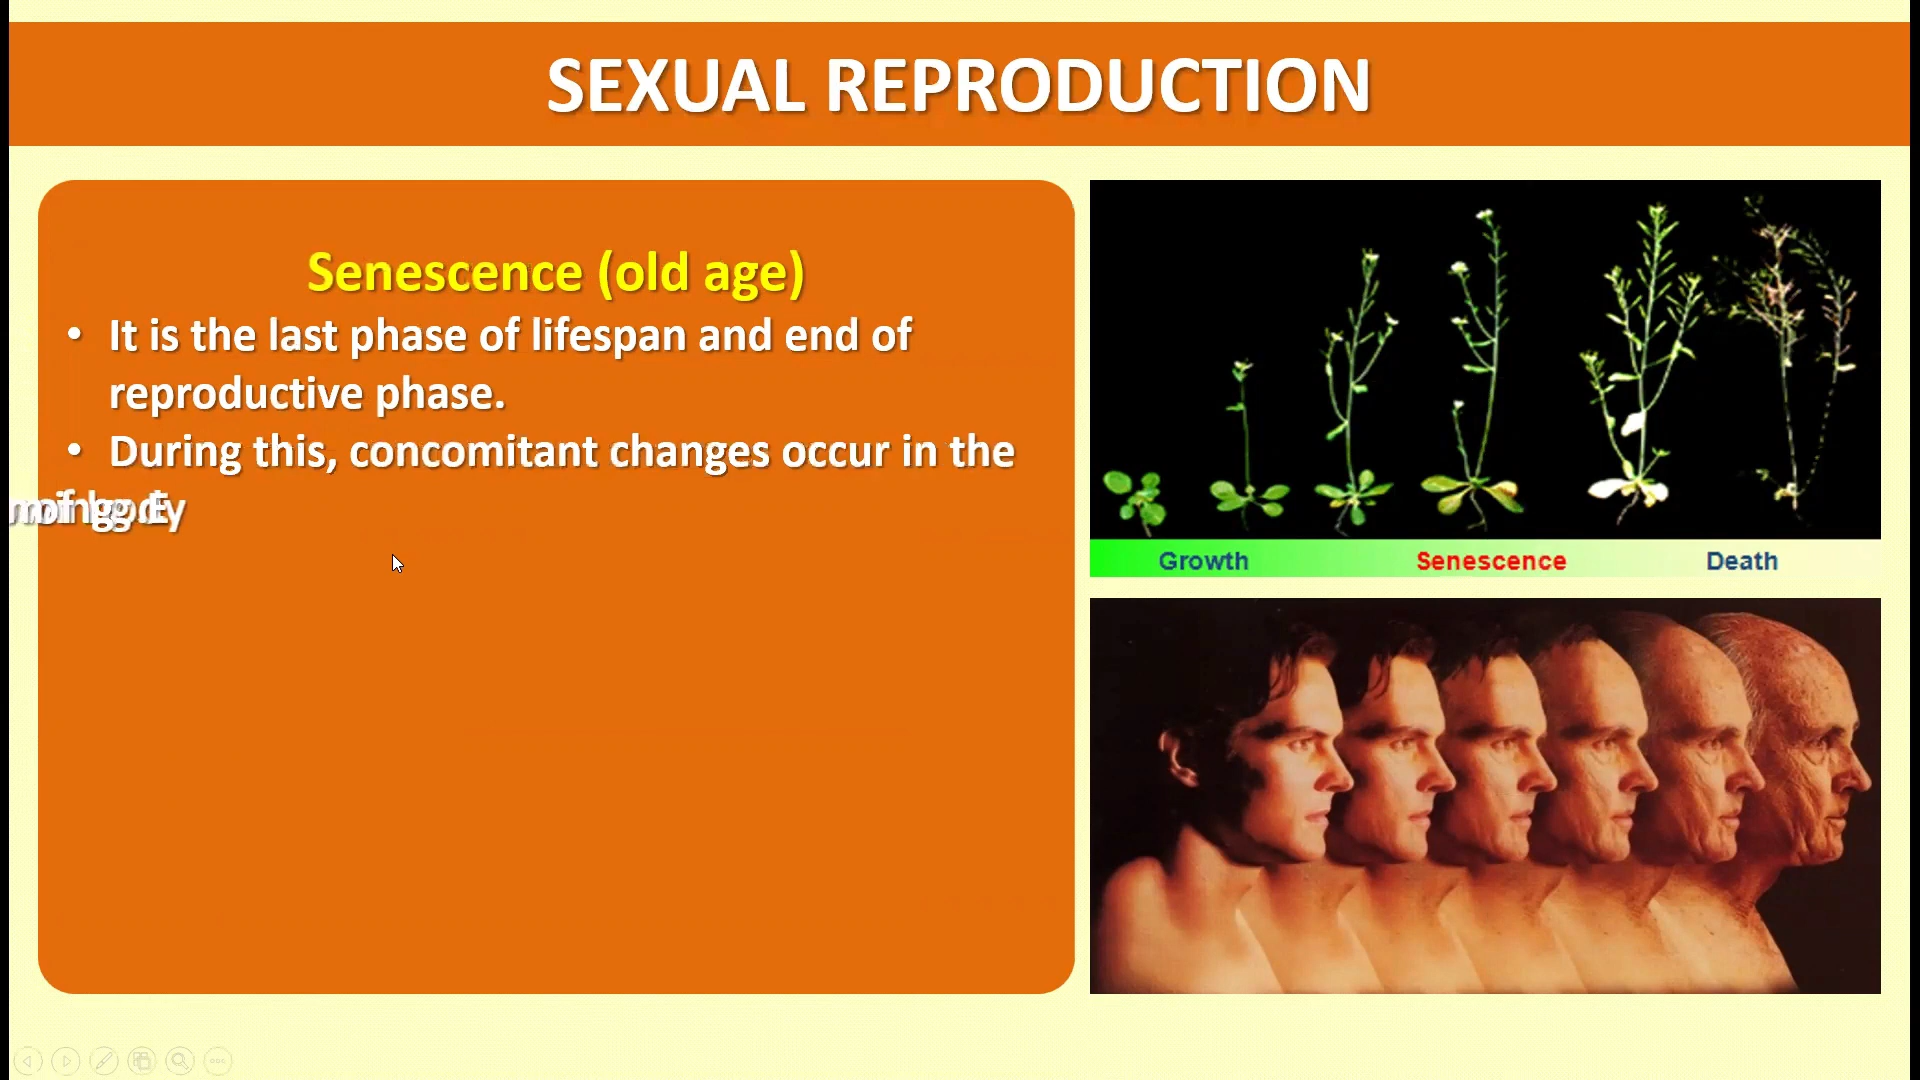 SEXUAL REPRODUCTION
Senescence (old age)
• It is the last phase of lifespan and end of
reproductive phase.
• During this, concomitant changes occur in the
Growth Senescence Death